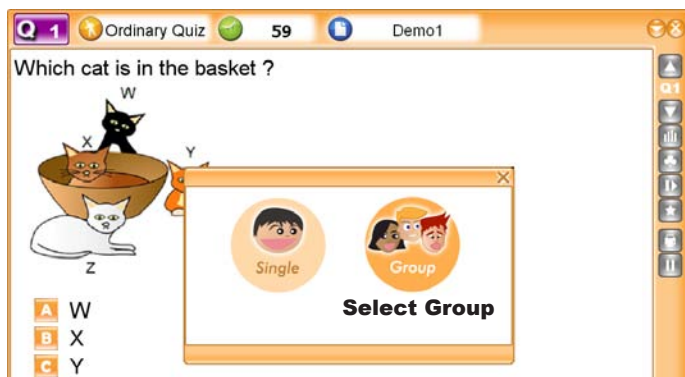 Q 1 Ordinary Quiz 59 Demo1
Which cat is in the basket ?
W
X
Y
Z
Q1
Single
Group
Select Group
A W
B X
C Y